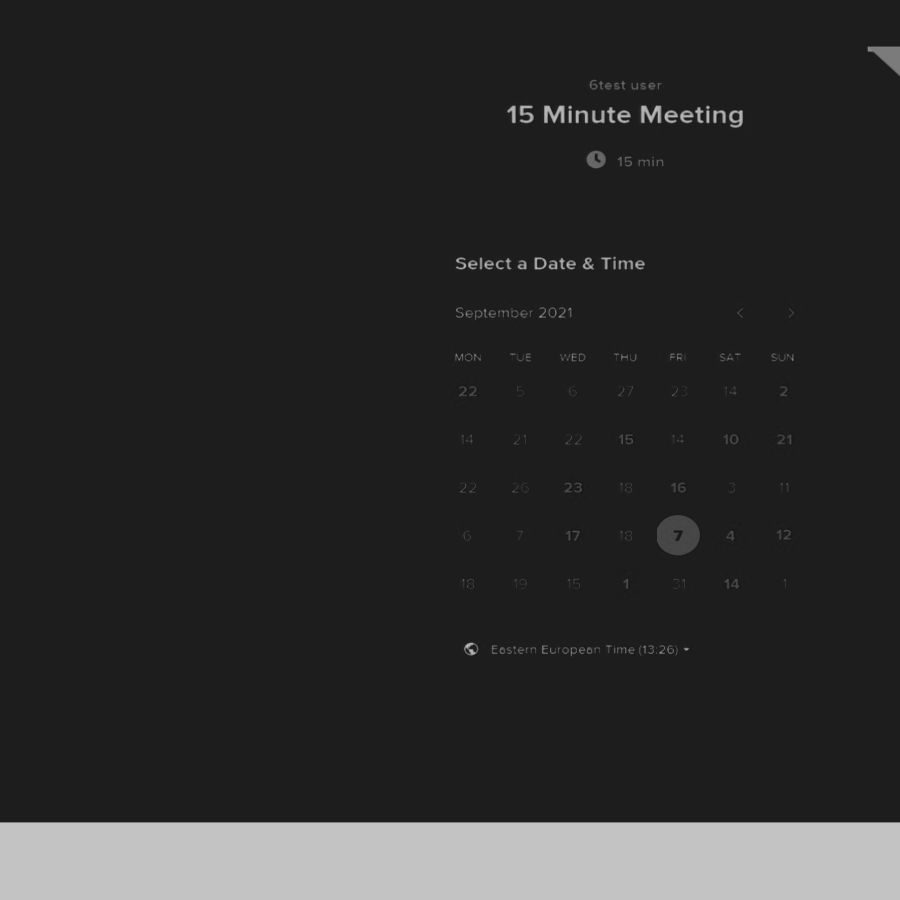 6test user
15 Minute Meeting
15 min
Select a Date & Time
September 2021
MON TUE WED THU FRI SAT SUN
22 5 6 27 23 14 2
14 21 22 15 14 10 21
22 26 23 18 16 3 11
6 7 17 18 7 4 12
18 19 15 1 31 14 1
Eastern European Time (13:26)